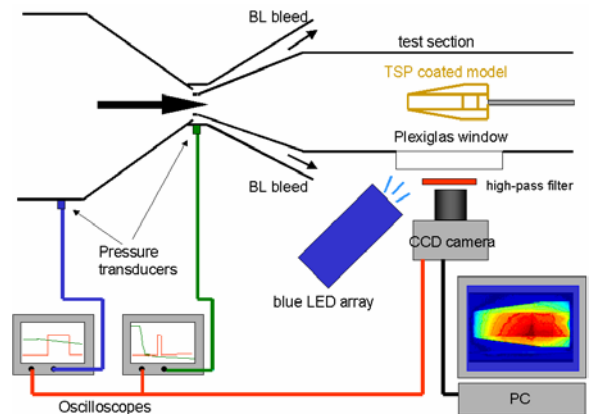 BL bleed
test section
TSP coated model
Plexiglas window
BL bleed
high-pass filter
Pressure
transducers
CCD camera
blue LED array
PC
Oscilloscopes